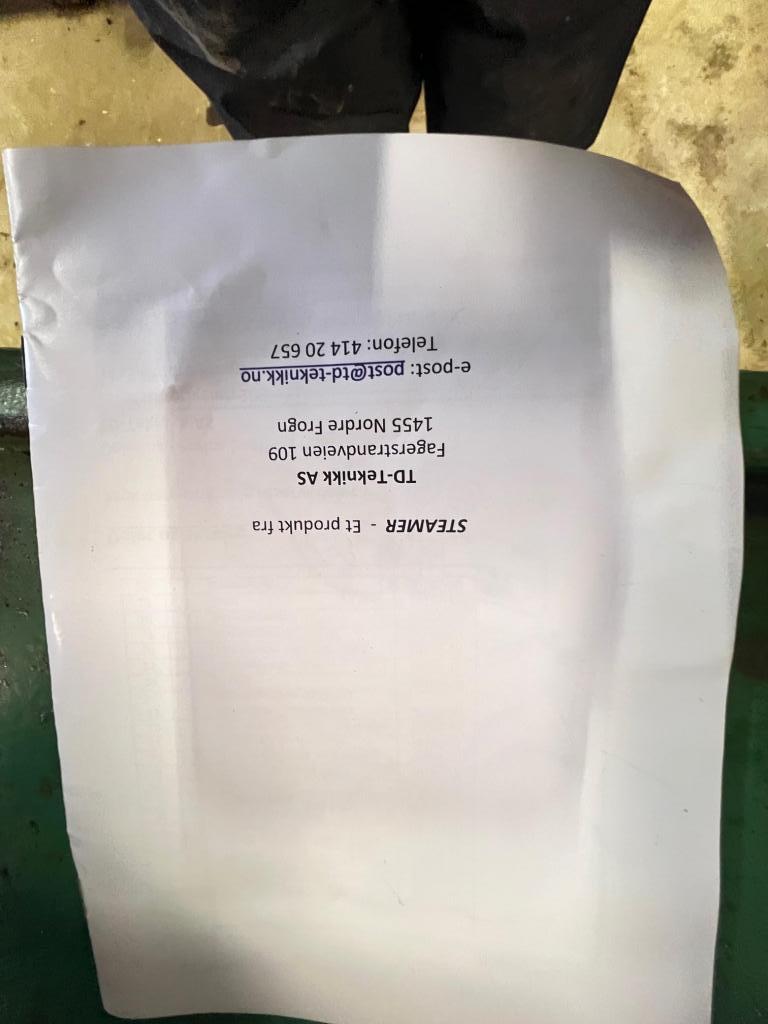 STEAMER - Et produkt fra
TD-Teknikk AS
Fagerstrandveien 109
1455 Nordre Frogn
e-post: post@td-teknikk.no
Telefon: 414 20 657